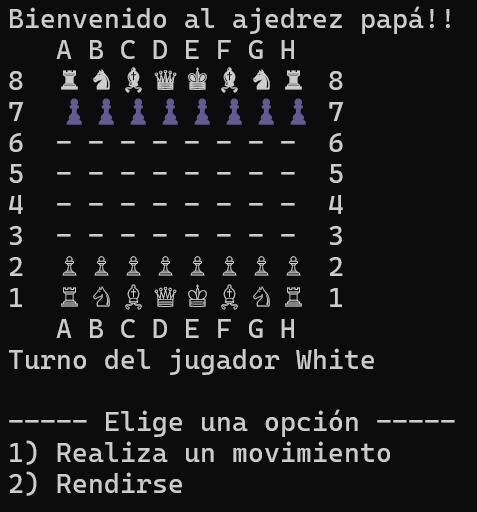 Bienvenido al ajedrez papá!!
A B C D E F G H
8 ♜ ♞ ♝ ♛ ♚ ♝ ♞ ♜ 8
7 ♟ ♟ ♟ ♟ ♟ ♟ ♟ ♟ 7
6 - - - - - - - - 6
5 - - - - - - - - 5
4 - - - - - - - - 4
3 - - - - - - - - 3
2 ♙ ♙ ♙ ♙ ♙ ♙ ♙ ♙ 2
1 ♖ ♘ ♗ ♕ ♔ ♗ ♘ ♖ 1
A B C D E F G H
Turno del jugador White
----- Elige una opción -----
1) Realiza un movimiento
2) Rendirse